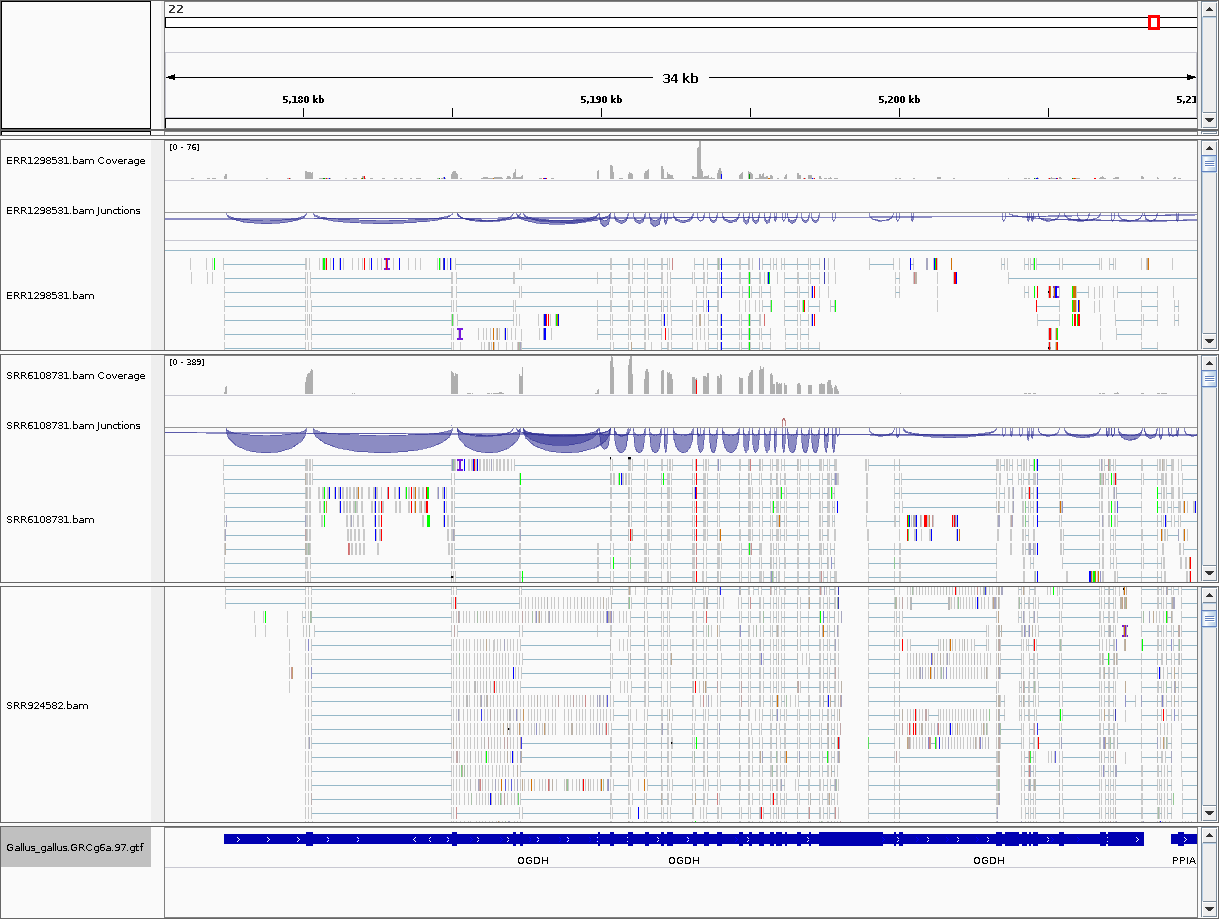 22
34 kb
5,180 kb 5,190 kb 5,200 kb 5,21
ERR1298531.bam Coverage [0 - 76]
ERR1298531.bam Junctions
ERR1298531.bam
SRR6108731.bam Coverage [0 - 389]
SRR6108731.bam Junctions
SRR6108731.bam
SRR924582.bam
Gallus_gallus.GRCg6a.97.gtf
OGDH OGDH OGDH PPIA